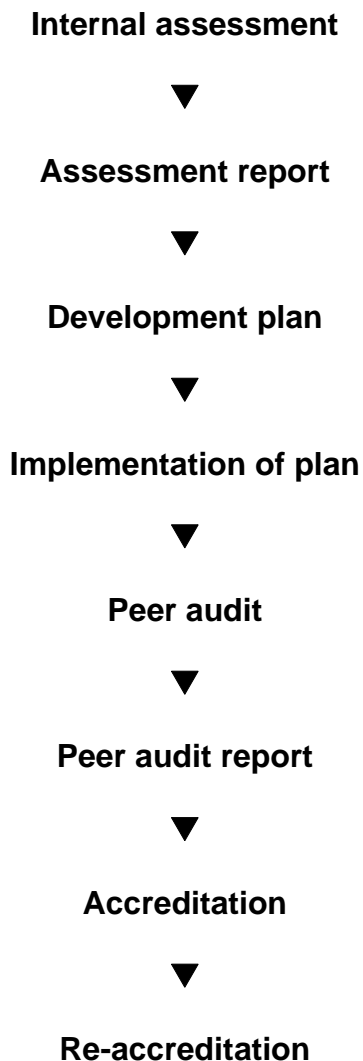 Internal assessment
Assessment report
Development plan
Implementation of plan
Peer audit
Peer audit report
Accreditation
Re-accreditation